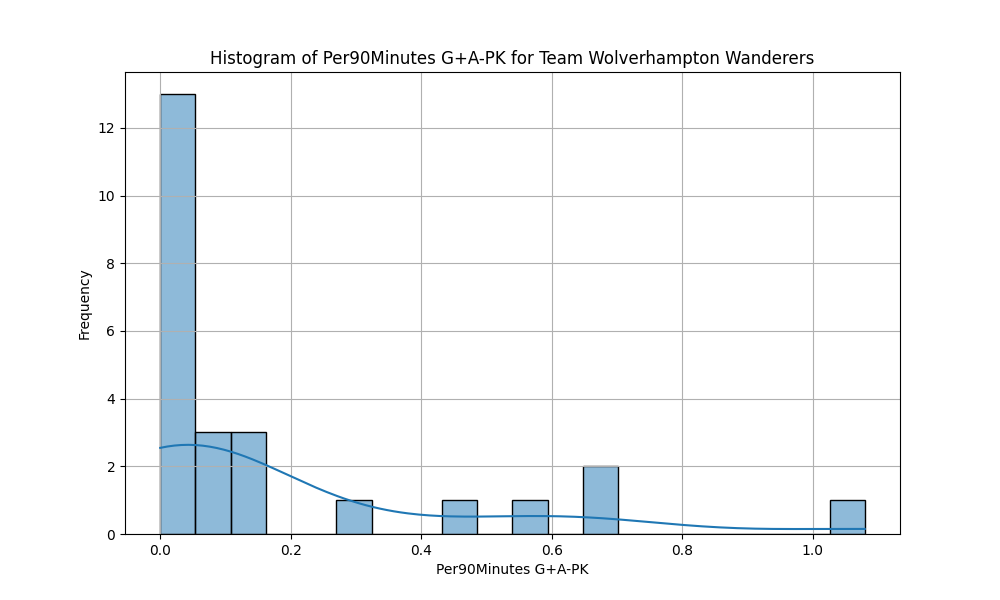 Histogram of Per90Minutes G+A-PK for Team Wolverhampton Wanderers
12
10
8
6
4
2
0
Frequency
0.0 0.2 0.4 0.6 0.8 1.0
Per90Minutes G+A-PK